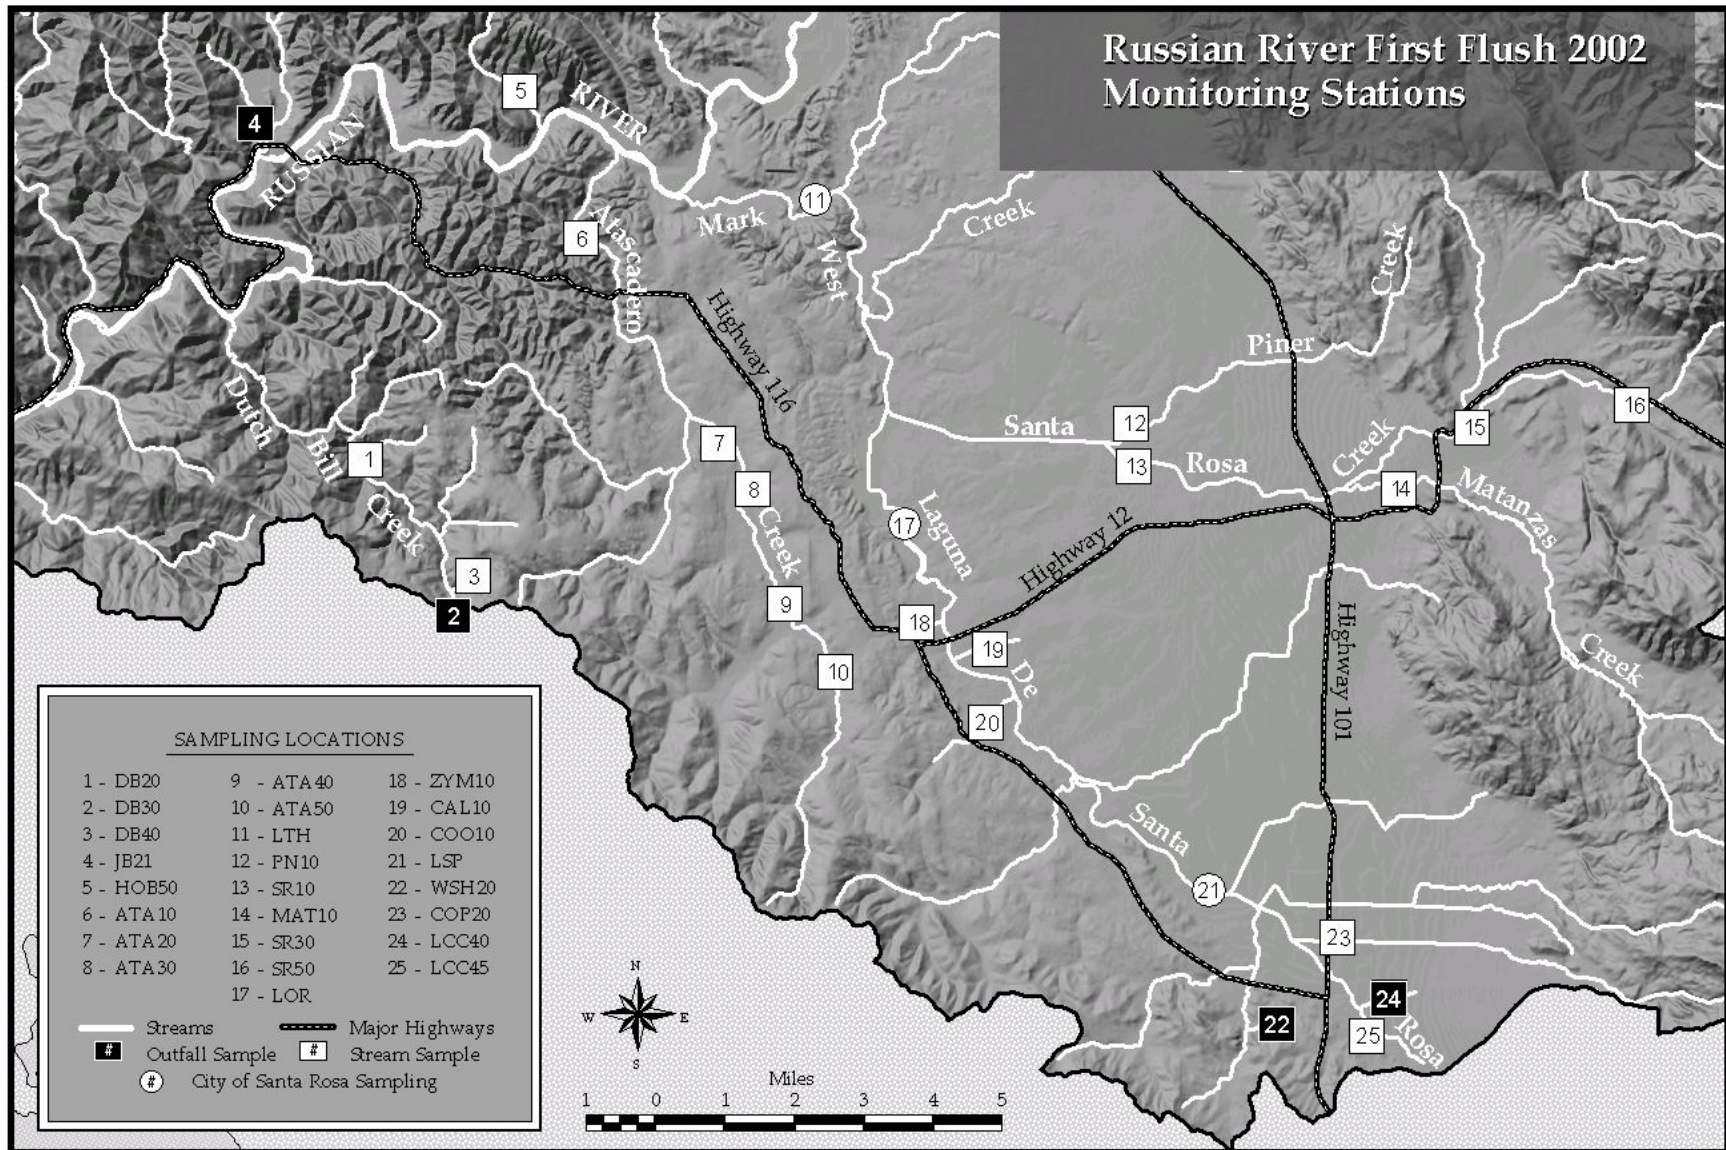 Russian River First Flush 2002
Monitoring Stations
5
RIVER
4
RUSSIAN
11
Mark
Creek
Atascadero
6
West
Creek
Highway 116
Piner
Dutch
Bill
Creek
1
7
8
Creek
Santa
12
13
Rosa
Creek
15
16
14
Matanzas
Creek
17
Laguna
Highway 12
3
2
9
10
18
19
De
20
Highway 101
Santa
21
23
24
22
25
Rosa
SAMPLING LOCATIONS
1 - DB20
2 - DB30
3 - DB40
4 - JB21
5 - HOB50
6 - ATA10
7 - ATA20
8 - ATA30
9 - ATA40
10 - ATA50
11 - LTH
12 - PN10
13 - SR10
14 - MAT10
15 - SR30
16 - SR50
17 - LOR
18 - ZYM10
19 - CAL10
20 - COO10
21 - LSP
22 - WSH20
23 - COP20
24 - LCC40
25 - LCC45
Streams
Major Highways
# Outfall Sample
# Stream Sample
# City of Santa Rosa Sampling
N
W E
S
Miles
1 0 1 2 3 4 5